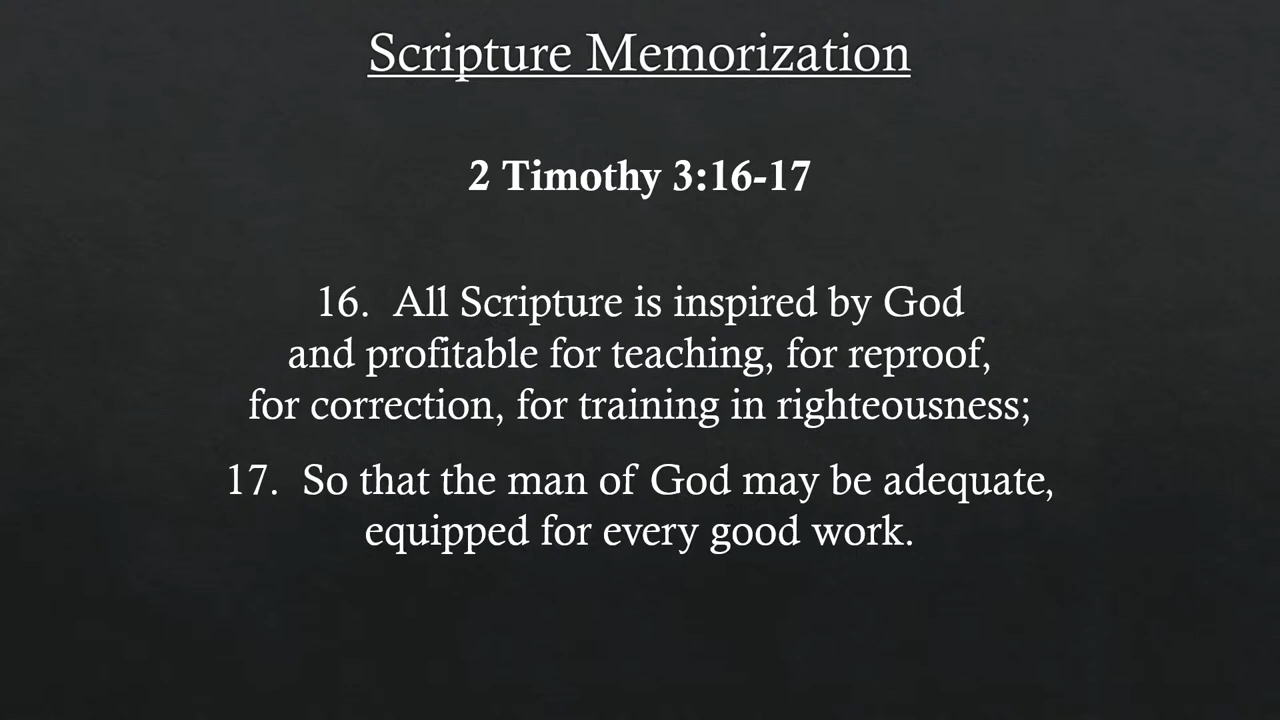 Scripture Memorization
2 Timothy 3:16-17
16. All Scripture is inspired by God
and profitable for teaching, for reproof,
for correction, for training in righteousness;
17. So that the man of God may be adequate,
equipped for every good work.